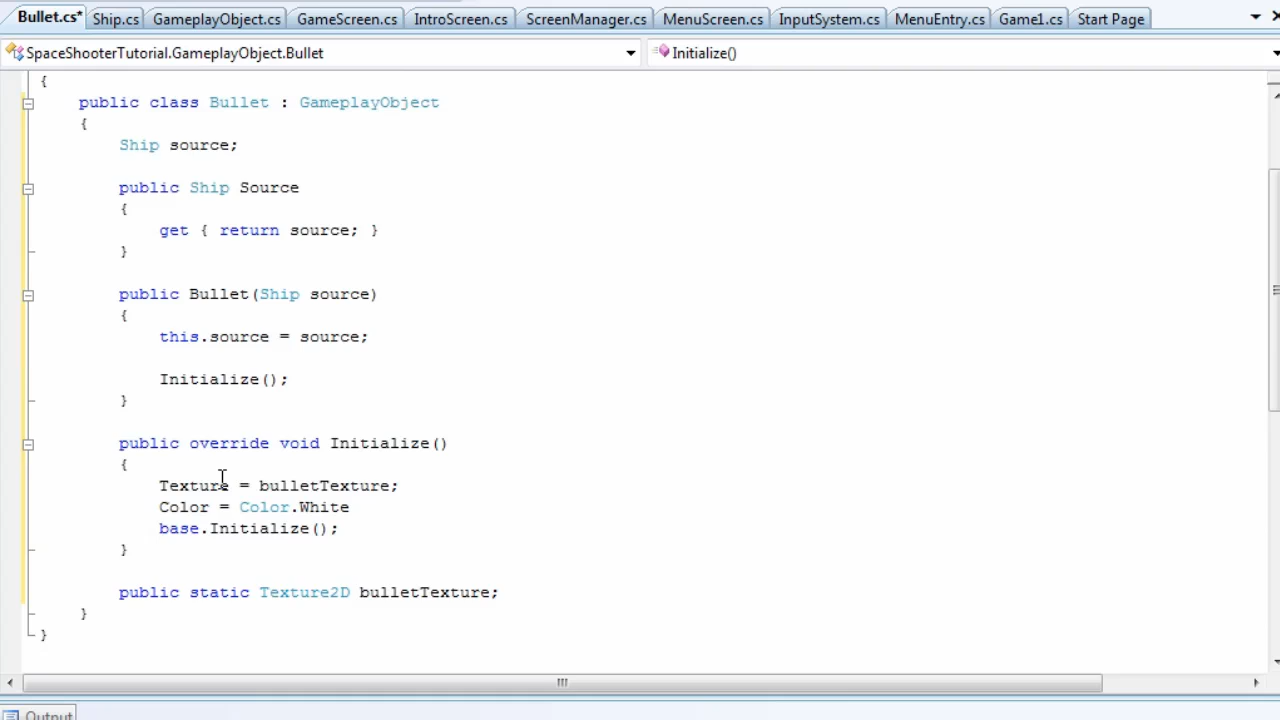 Bullet.cs* Ship.cs GameplayObject.cs GameScreen.cs IntroScreen.cs ScreenManager.cs MenuScreen.cs InputSystem.cs MenuEntry.cs Game1.cs Start Page
SpaceShooterTutorial.GameplayObject.Bullet Initialize()
{
public class Bullet : GameplayObject
{
Ship source;
public Ship Source
{
get { return source; }
}
public Bullet(Ship source)
{
this.source = source;
Initialize();
}
public override void Initialize()
{
Texture = bulletTexture;
Color = Color.White
base.Initialize();
}
public static Texture2D bulletTexture;
}
}
Output